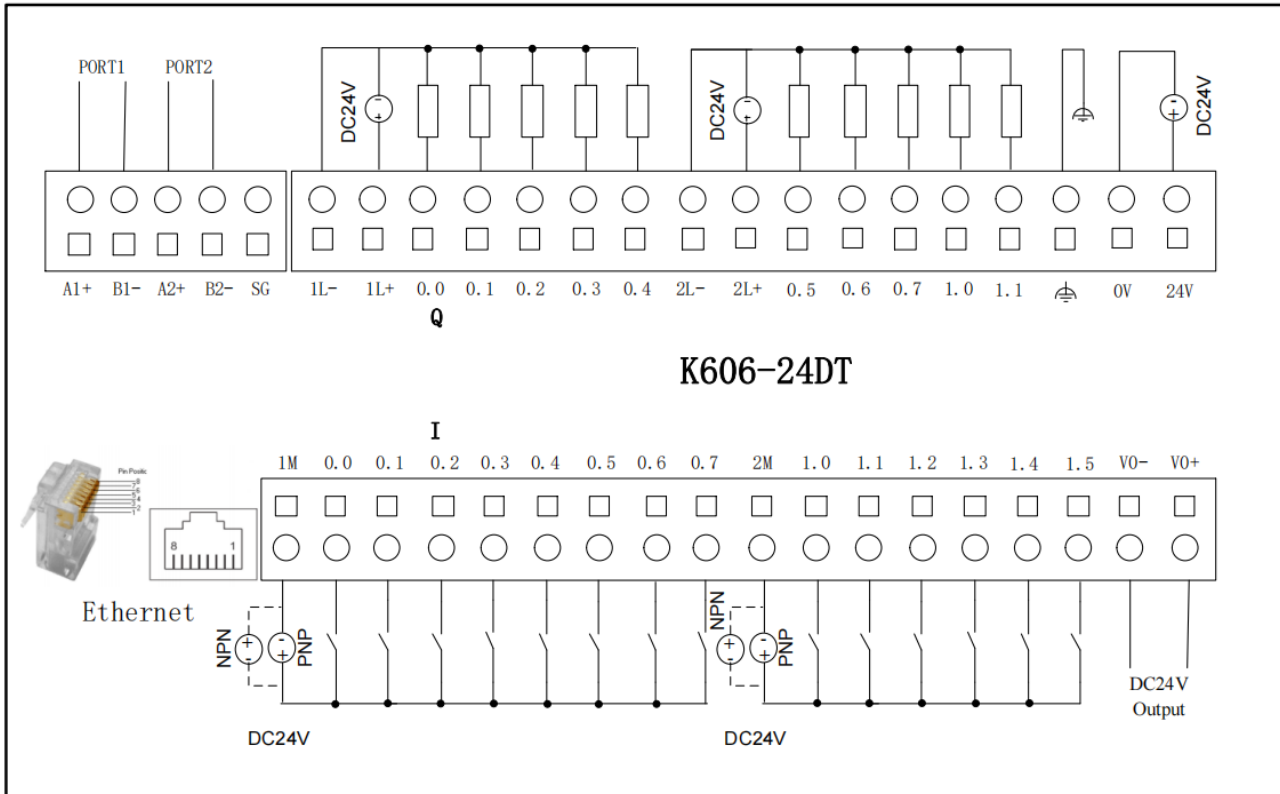 PORT1 PORT2
DC24V DC24V DC24V
A1+ B1- A2+ B2- SG 1L- 1L+ 0.0 0.1 0.2 0.3 0.4 2L- 2L+ 0.5 0.6 0.7 1.0 1.1 0V 24V
Q
K606-24DT
I
1M 0.0 0.1 0.2 0.3 0.4 0.5 0.6 0.7 2M 1.0 1.1 1.2 1.3 1.4 1.5 VO- VO+
8 1
Ethernet
NPN PNP NPN PNP
DC24V
Output
DC24V DC24V